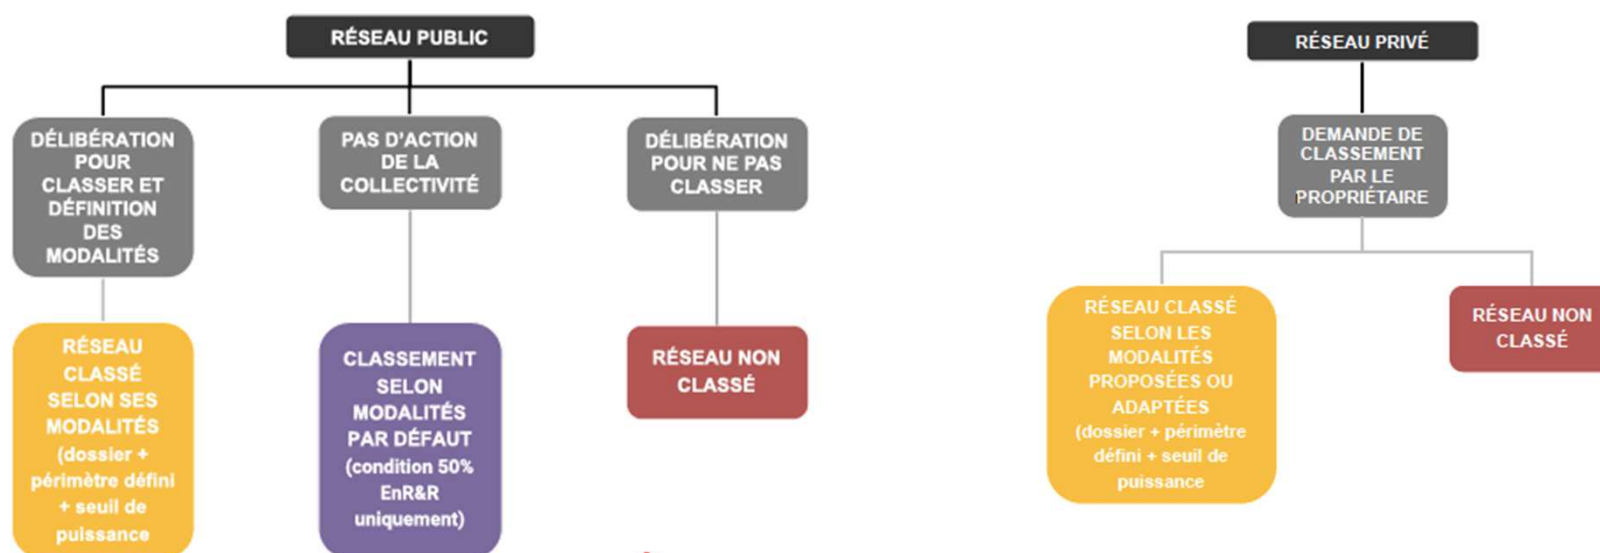 RÉSEAU PUBLIC
DÉLIBÉRATION
POUR
CLASSER ET
DÉFINITION
DES
MODALITÉS
PAS D'ACTION
DE LA
COLLECTIVITÉ
DÉLIBÉRATION
POUR NE PAS
CLASSER
RÉSEAU
CLASSÉ
SELON SES
MODALITÉS
(dossier +
périmètre défini
+ seuil de
puissance
CLASSEMENT
SELON
MODALITÉS
PAR DÉFAUT
(condition 50%
EnR&R
uniquement)
RÉSEAU NON
CLASSÉ
RÉSEAU PRIVÉ
DEMANDE DE
CLASSEMENT
PAR LE
PROPRIÉTAIRE
RÉSEAU CLASSÉ
SELON LES
MODALITÉS
PROPOSÉES OU
ADAPTÉES
(dossier + périmètre
défini + seuil de
puissance
RÉSEAU NON
CLASSÉ